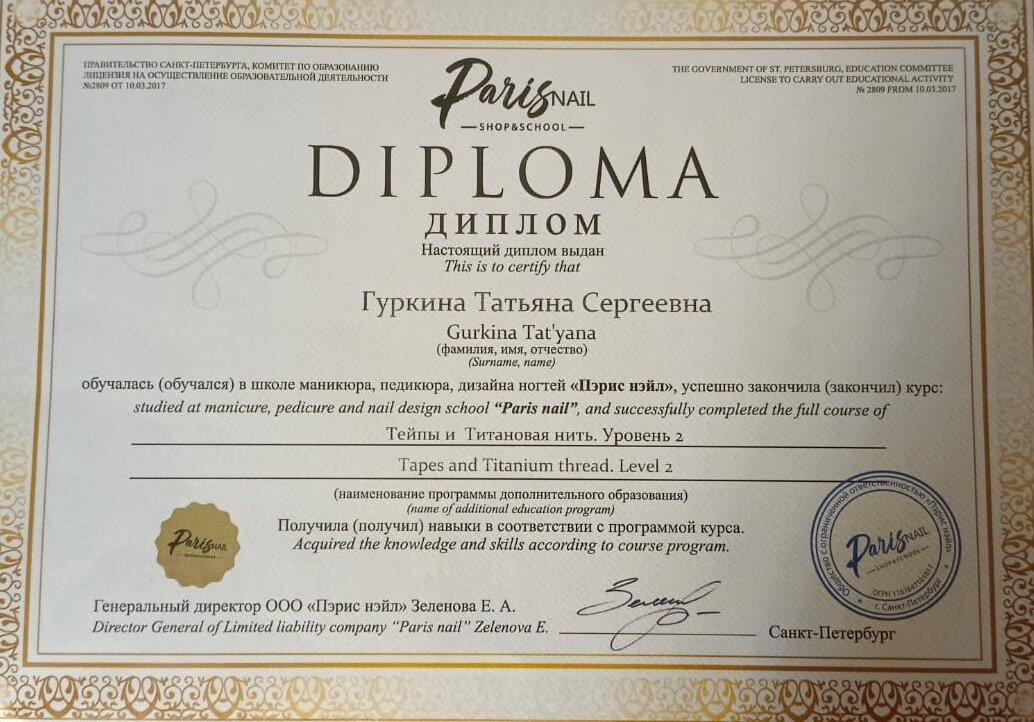 ПРАВИТЕЛЬСТВО САНКТ-ПЕТЕРБУРГА, КОМИТЕТ ПО ОБРАЗОВАНИЮ
ЛИЦЕНЗИЯ НА ОСУЩЕСТВЛЕНИЕ ОБРАЗОВАТЕЛЬНОЙ ДЕЯТЕЛЬНОСТИ
№2809 ОТ 10.03.2017
THE GOVERNMENT OF ST. PETERSBURG, EDUCATION COMMITTEE
LICENSE TO CARRY OUT EDUCATIONAL ACTIVITY
№ 2809 FROM 10.03.2017
Paris NAIL
SHOP&SCHOOL
DIPLOMA
ДИПЛОМ
Настоящий диплом выдан
This is to certify that
Гуркина Татьяна Сергеевна
Gurkina Tat'yana
(фамилия, имя, отчество)
(Surname, name)
обучалась (обучался) в школе маникюра, педикюра, дизайна ногтей «Пэрис нэйл», успешно закончила (закончил) курс:
studied at manicure, pedicure and nail design school “Paris nail”, and successfully completed the full course of
Тейпы и Титановая нить. Уровень 2
Tapes and Titanium thread. Level 2
(наименование программы дополнительного образования)
(name of additional education program)
Получила (получил) навыки в соответствии с программой курса.
Acquired the knowledge and skills according to course program.
Paris NAIL
Общество с ограниченной ответственностью «Пэрис нэйл»
Paris NAIL
SHOP&SCHOOL
г. Санкт-Петербург
Генеральный директор ООО «Пэрис нэйл» Зеленова Е. А.
Director General of Limited liability company “Paris nail” Zelenova E.
Санкт-Петербург